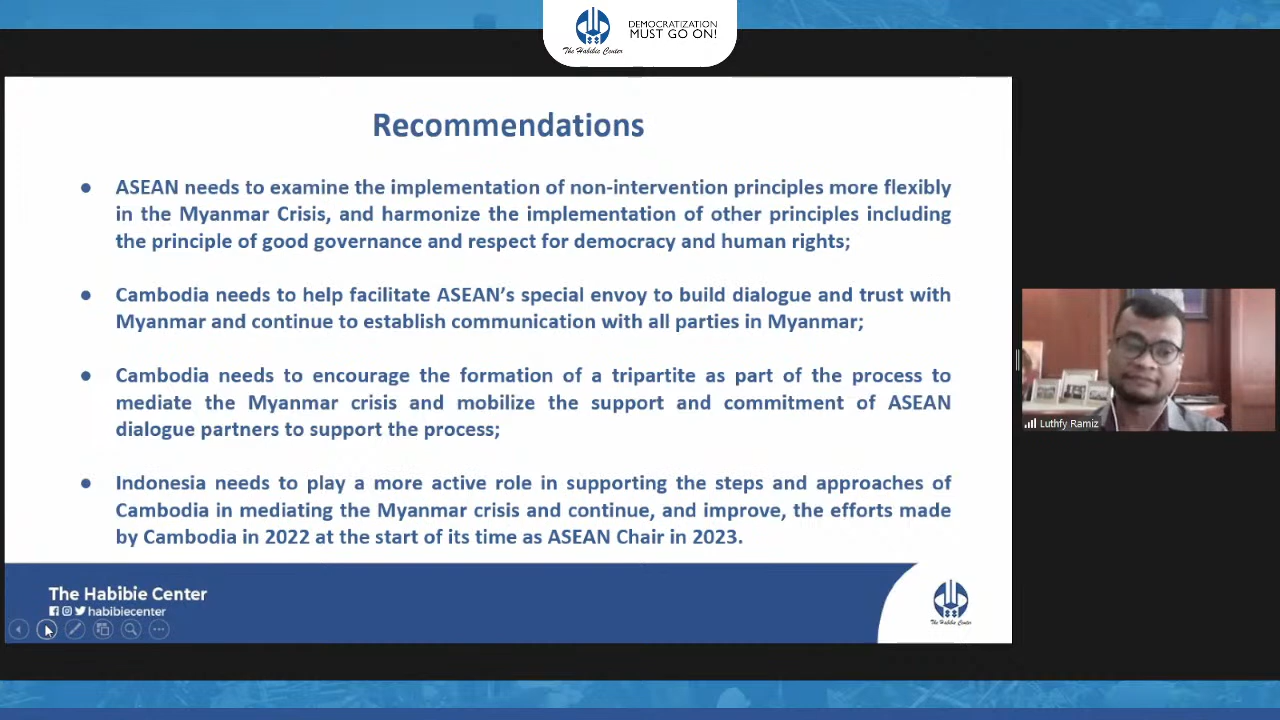 The Habibie Center
DEMOCRATIZATION
MUST GO ON!
Recommendations
● ASEAN needs to examine the implementation of non-intervention principles more flexibly
in the Myanmar Crisis, and harmonize the implementation of other principles including
the principle of good governance and respect for democracy and human rights;
● Cambodia needs to help facilitate ASEAN’s special envoy to build dialogue and trust with
Myanmar and continue to establish communication with all parties in Myanmar;
● Cambodia needs to encourage the formation of a tripartite as part of the process to
mediate the Myanmar crisis and mobilize the support and commitment of ASEAN
dialogue partners to support the process;
● Indonesia needs to play a more active role in supporting the steps and approaches of
Cambodia in mediating the Myanmar crisis and continue, and improve, the efforts made
by Cambodia in 2022 at the start of its time as ASEAN Chair in 2023.
Luthfy Ramiz
The Habibie Center
habibiecenter
The Habibie Center